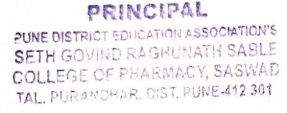 PRINCIPAL
PUNE DISTRICT EDUCATION ASSOCIATION'S
SETH GOVIND RAGHUNATH SABLE
COLLEGE OF PHARMACY, SASWAD
TAL. PURANDHAR, DIST. PUNE-412 301